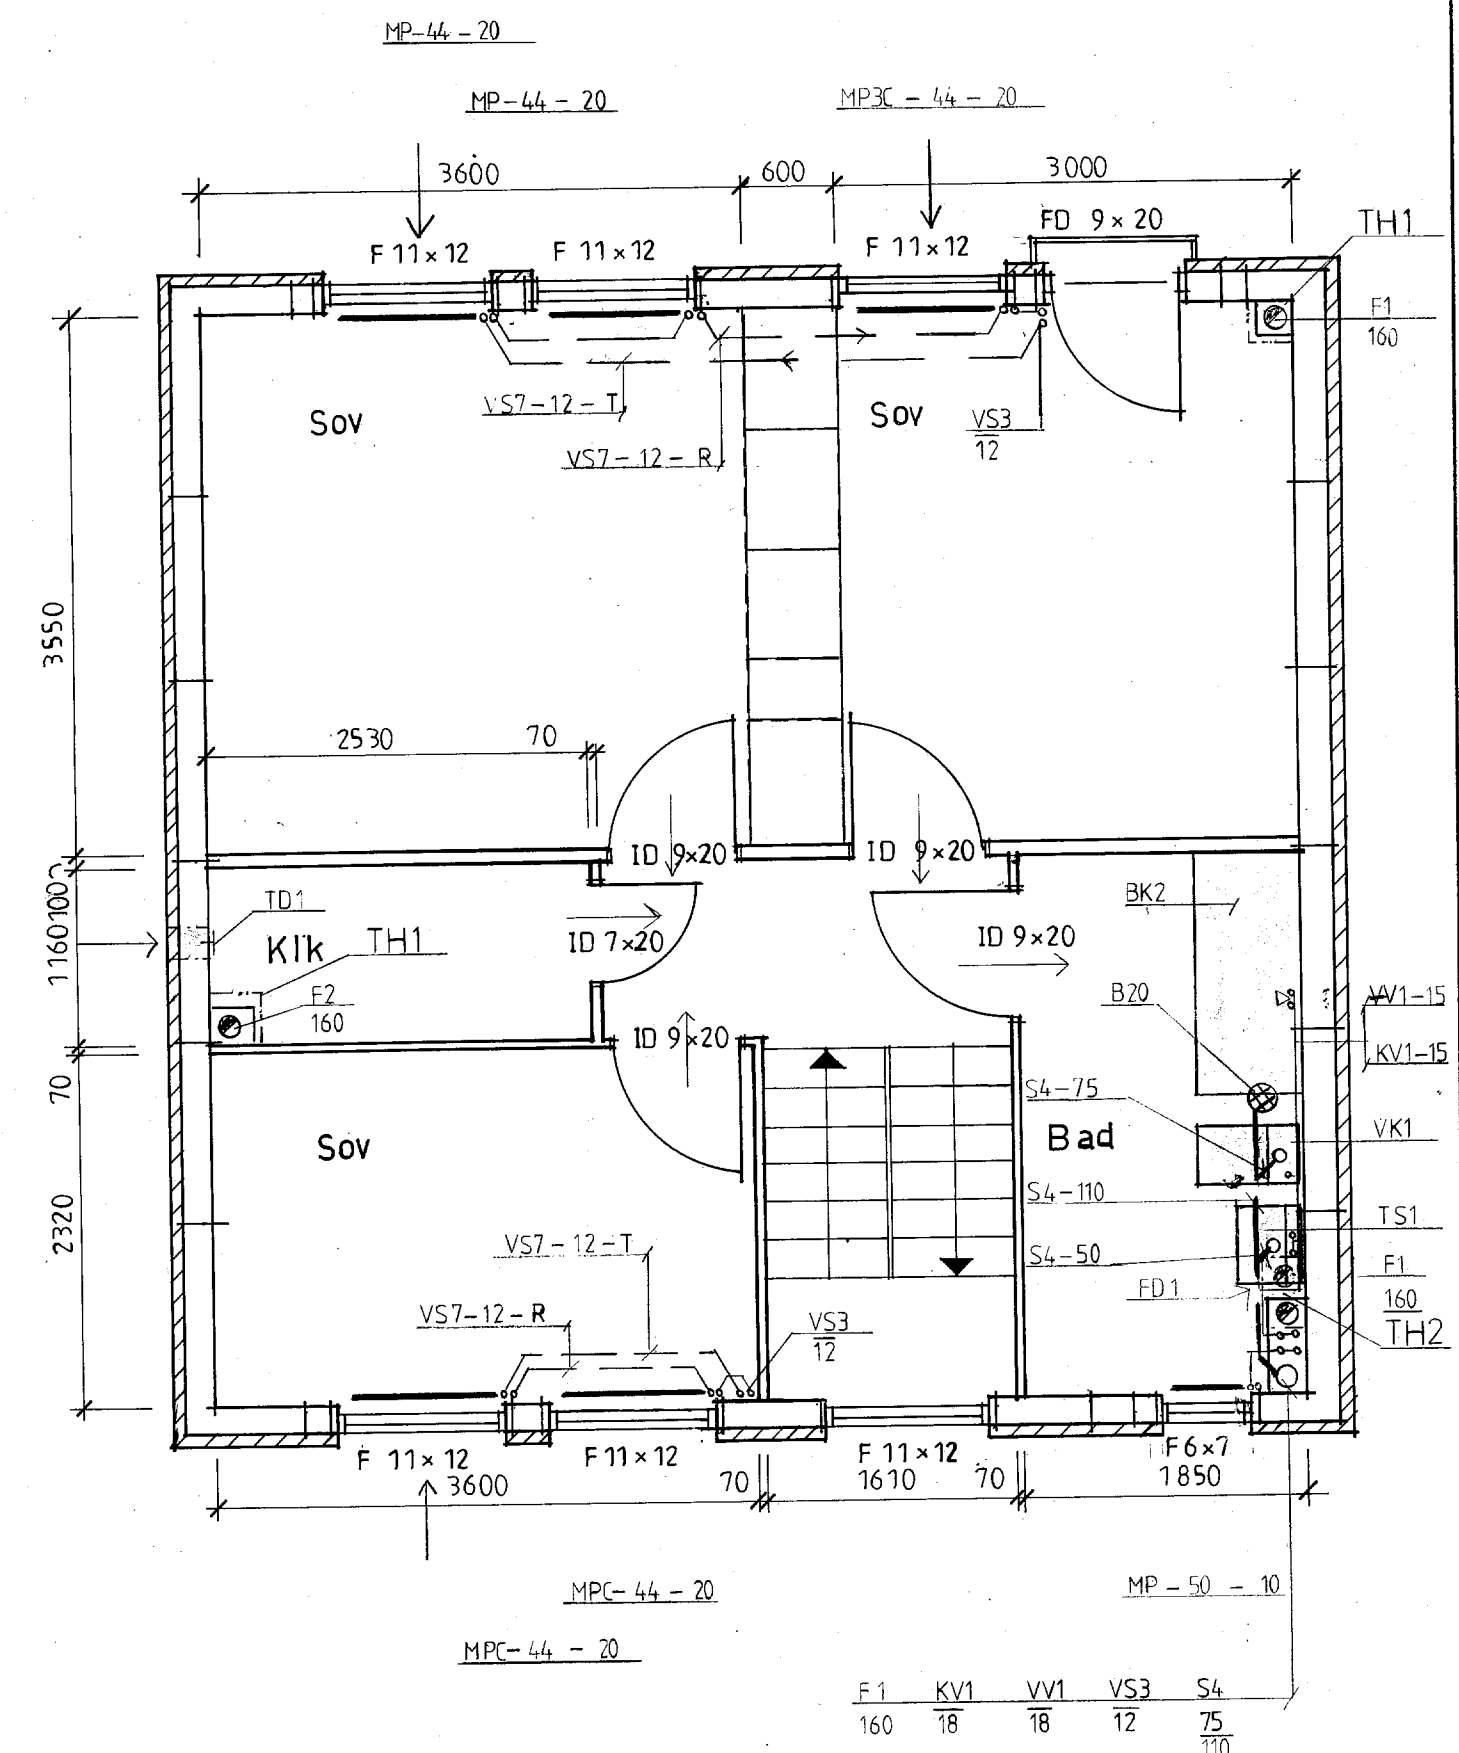 MP-44-20
MP-44-20
MP3C-44-20
3600
600
3000
F 11×12
F 11×12
F 11×12
FD 9×20
TH1
F1
160
VS7-12-T
VS7-12-R
Sov
Sov
VS3
12
3550
2530
70
ID 9×20
ID 9×20
100
TD1
Klk
TH1
ID 7×20
ID 9×20
BK2
1160
F2
160
B20
VV1-15
KV1-15
ID 9×20
70
S4-75
Sov
Bad
VK1
S4-110
TS1
2320
VS7-12-T
S4-50
FD1
F1
160
TH2
VS7-12-R
VS3
12
F 11×12
F 11×12
F 11×12
F 6×7
3600
70
1610
70
1850
MPC-44-20
MP-50-10
MPC-44-20
F1 KV1 VV1 VS3 S4
160 18 18 12 75
110